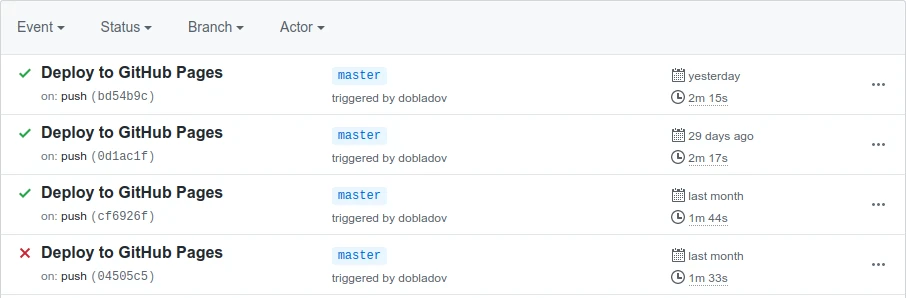 Event Status Branch Actor
Deploy to GitHub Pages master yesterday
on: push (bd54b9c) triggered by dobladov 2m 15s
Deploy to GitHub Pages master 29 days ago
on: push (0d1ac1f) triggered by dobladov 2m 17s
Deploy to GitHub Pages master last month
on: push (cf6926f) triggered by dobladov 1m 44s
Deploy to GitHub Pages master last month
on: push (04505c5) triggered by dobladov 1m 33s